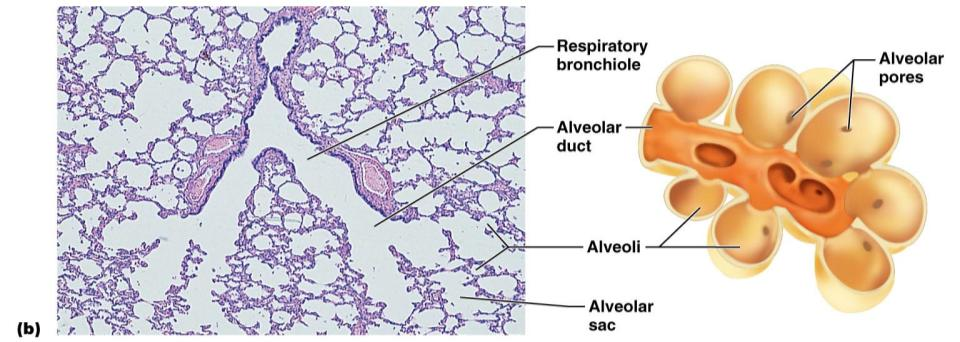 Respiratory
bronchiole
Alveolar
pores
Alveolar
duct
Alveoli
Alveolar
sac
(b)